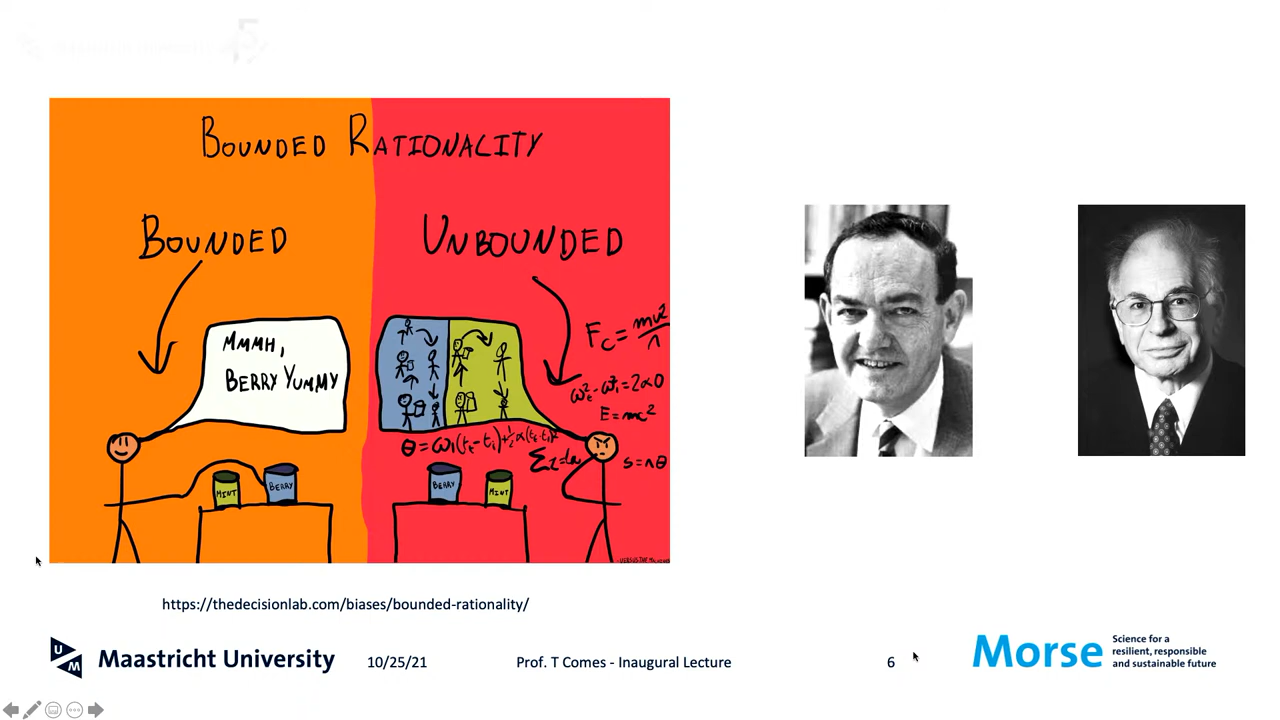 BOUNDED RATIONALITY
BOUNDED
UNBOUNDED
MMMH,
BERRY YUMMY
E=mc²
S=rθ
MINT
BERRY
BERRY
MINT
https://thedecisionlab.com/biases/bounded-rationality/
UM
Maastricht University
10/25/21
Prof. T Comes - Inaugural Lecture
6
Morse
Science for a
resilient, responsible
and sustainable future